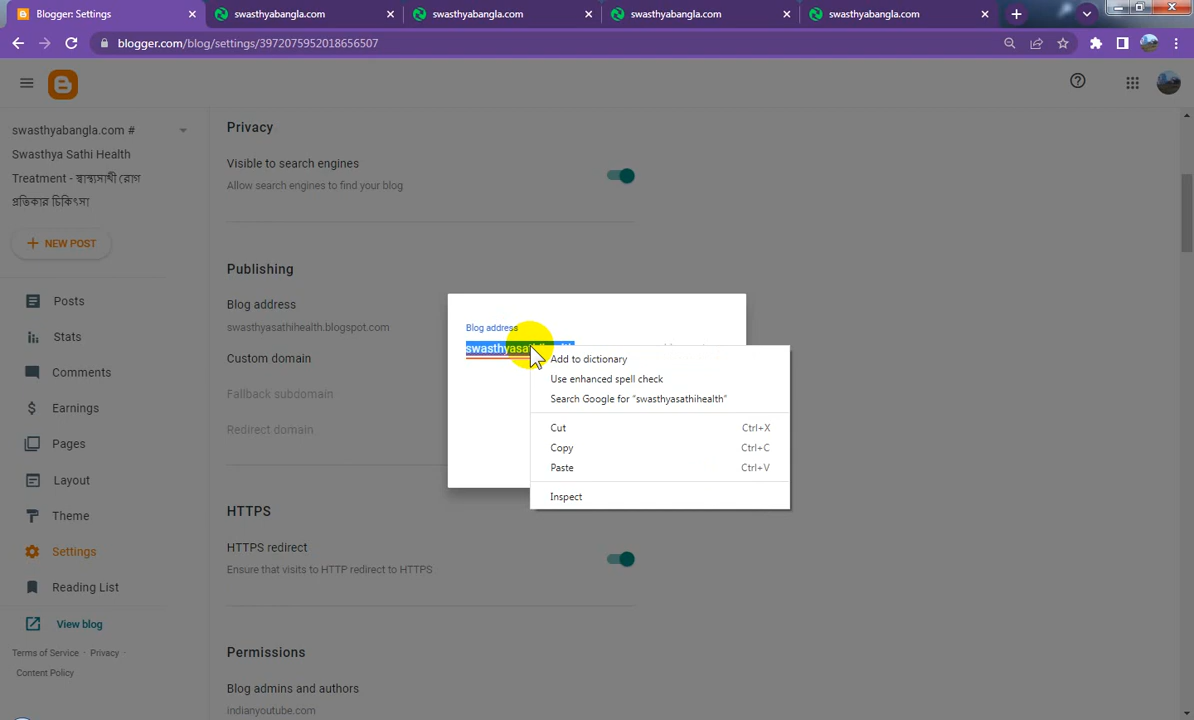 Blogger: Settings
swasthyabangla.com
swasthyabangla.com
swasthyabangla.com
swasthyabangla.com
blogger.com/blog/settings/3972075952018656507
swasthyabangla.com #
Swasthya Sathi Health
Treatment - স্বাস্থ্যসাথী রোগ
প্রতিকার চিকিৎসা
NEW POST
Posts
Stats
Comments
Earnings
Pages
Layout
Theme
Settings
Reading List
View blog
Terms of Service · Privacy ·
Content Policy
Privacy
Visible to search engines
Allow search engines to find your blog
Publishing
Blog address
swasthyasathihealth.blogspot.com
Custom domain
Fallback subdomain
Redirect domain
HTTPS
HTTPS redirect
Ensure that visits to HTTP redirect to HTTPS
Permissions
Blog admins and authors
indianyoutube.com
Blog address
Add to dictionary
Use enhanced spell check
Search Google for “swasthyasathihealth”
Cut Ctrl+X
Copy Ctrl+C
Paste Ctrl+V
Inspect